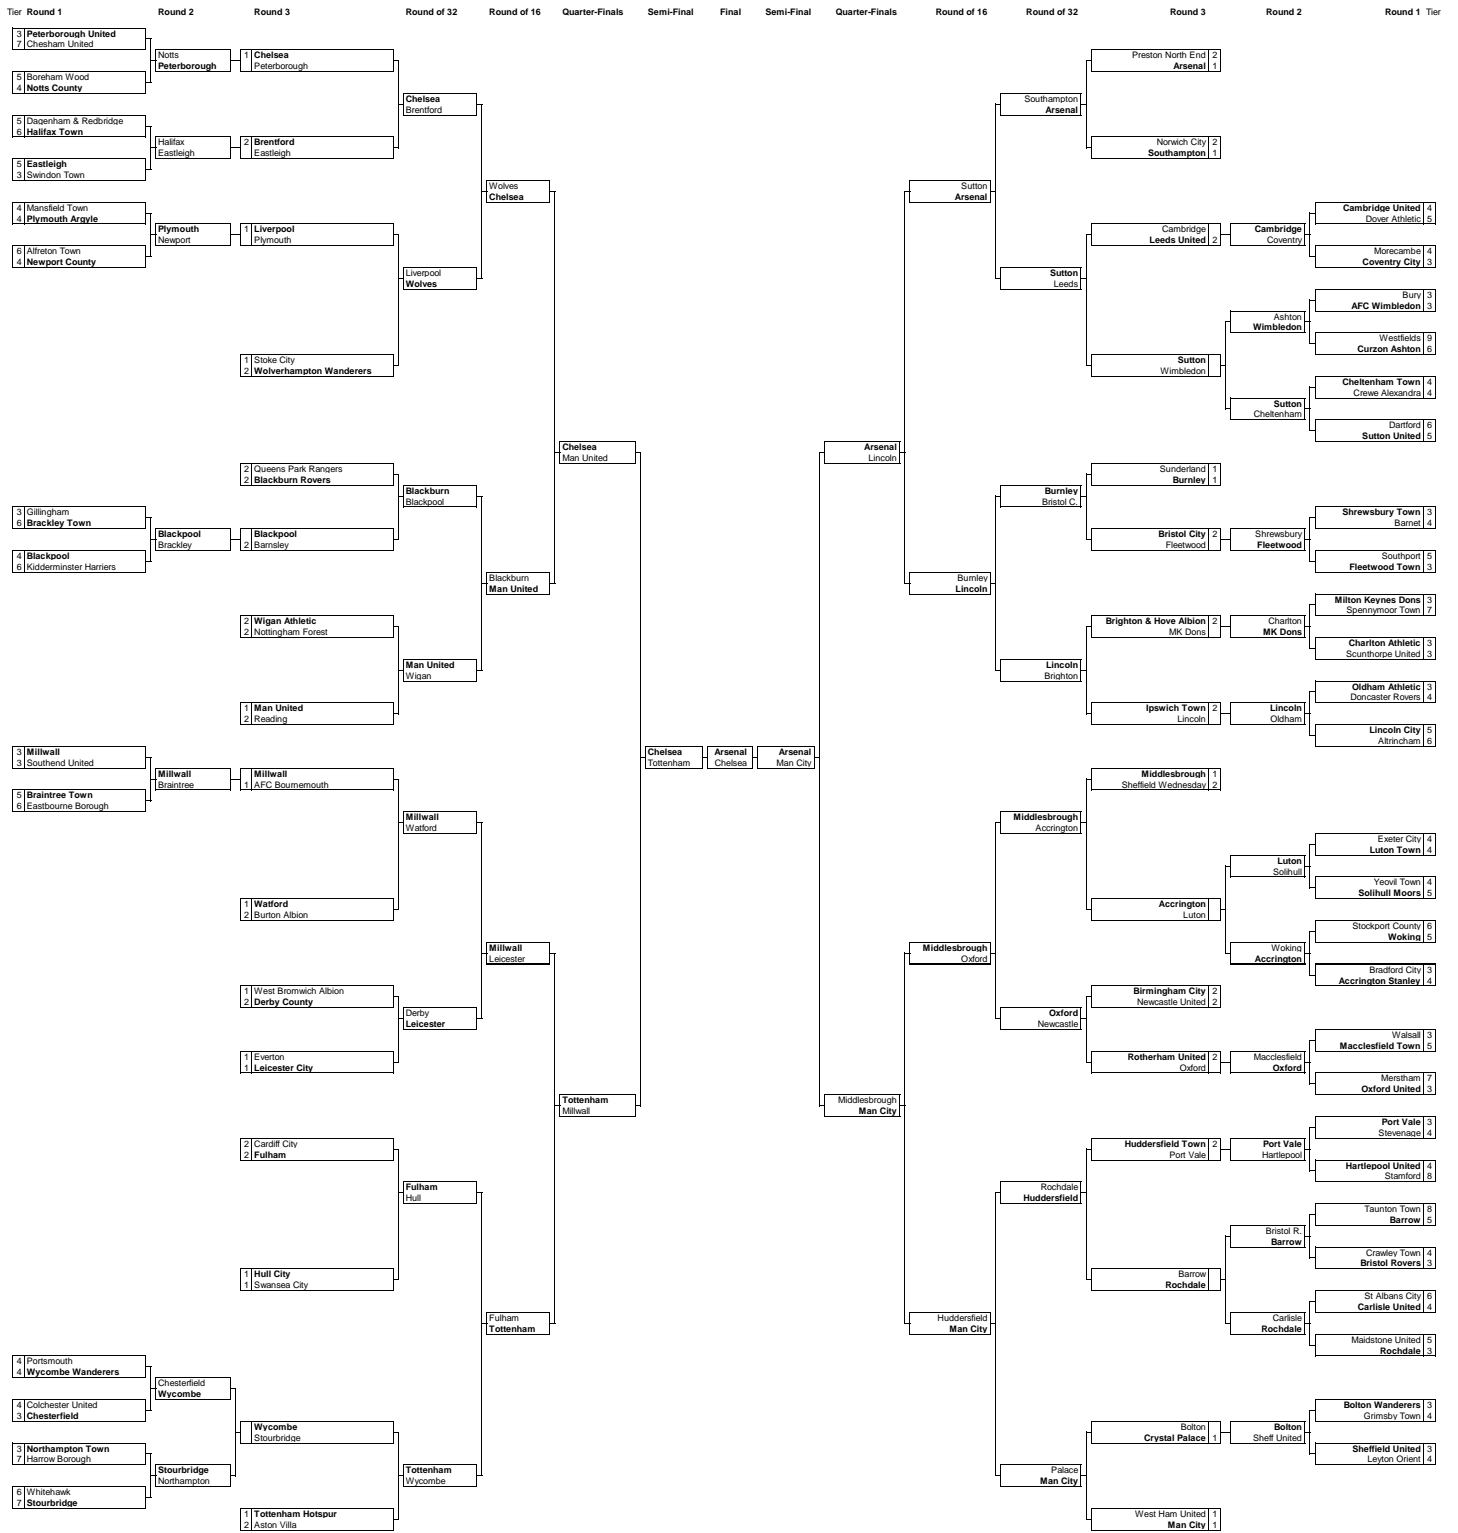 Tier Round 1 Round 2 Round 3 Round of 32 Round of 16 Quarter-Finals Semi-Final Final Semi-Final Quarter-Finals Round of 16 Round of 32 Round 3 Round 2 Round 1 Tier
3 Peterborough United
7 Chesham United
5 Boreham Wood
4 Notts County
5 Dagenham & Redbridge
6 Halifax Town
5 Eastleigh
3 Swindon Town
4 Mansfield Town
4 Plymouth Argyle
6 Alfreton Town
4 Newport County
3 Gillingham
6 Brackley Town
4 Blackpool
6 Kidderminster Harriers
3 Millwall
3 Southend United
5 Braintree Town
6 Eastbourne Borough
4 Portsmouth
4 Wycombe Wanderers
4 Colchester United
3 Chesterfield
3 Northampton Town
7 Harrow Borough
6 Whitehawk
7 Stourbridge
Notts
Peterborough
Halifax
Eastleigh
Plymouth
Newport
Blackpool
Brackley
Millwall
Braintree
Chesterfield
Wycombe
Stourbridge
Northampton
1 Chelsea
Peterborough
2 Brentford
Eastleigh
1 Liverpool
Plymouth
1 Stoke City
2 Wolverhampton Wanderers
2 Queens Park Rangers
2 Blackburn Rovers
Blackpool
2 Barnsley
2 Wigan Athletic
2 Nottingham Forest
1 Man United
2 Reading
Millwall
1 AFC Bournemouth
1 Watford
2 Burton Albion
1 West Bromwich Albion
2 Derby County
1 Everton
1 Leicester City
2 Cardiff City
2 Fulham
1 Hull City
1 Swansea City
Wycombe
Stourbridge
1 Tottenham Hotspur
2 Aston Villa
Chelsea
Brentford
Liverpool
Wolves
Blackburn
Blackpool
Man United
Wigan
Millwall
Watford
Derby
Leicester
Fulham
Hull
Tottenham
Wycombe
Wolves
Chelsea
Blackburn
Man United
Millwall
Leicester
Fulham
Tottenham
Chelsea
Man United
Tottenham
Millwall
Chelsea
Tottenham
Arsenal
Chelsea
Arsenal
Man City
Arsenal
Lincoln
Middlesbrough
Man City
Sutton
Arsenal
Burnley
Lincoln
Middlesbrough
Oxford
Huddersfield
Man City
Southampton
Arsenal
Sutton
Leeds
Burnley
Bristol C.
Lincoln
Brighton
Middlesbrough
Accrington
Oxford
Newcastle
Rochdale
Huddersfield
Palace
Man City
Preston North End 2
Arsenal 1
Norwich City 2
Southampton 1
Cambridge
Leeds United 2
Sutton
Wimbledon
Sunderland 1
Burnley 1
Bristol City 2
Fleetwood
Brighton & Hove Albion 2
MK Dons
Ipswich Town 2
Lincoln
Middlesbrough 1
Sheffield Wednesday 2
Accrington
Luton
Birmingham City 2
Newcastle United 2
Rotherham United 2
Oxford
Huddersfield Town 2
Port Vale
Barrow
Rochdale
Bolton
Crystal Palace 1
West Ham United 1
Man City 1
Cambridge
Coventry
Ashton
Wimbledon
Sutton
Cheltenham
Shrewsbury
Fleetwood
Charlton
MK Dons
Lincoln
Oldham
Luton
Solihull
Woking
Accrington
Macclesfield
Oxford
Port Vale
Hartlepool
Bristol R.
Barrow
Carlisle
Rochdale
Bolton
Sheff United
Cambridge United 4
Dover Athletic 5
Morecambe 4
Coventry City 3
Bury 3
AFC Wimbledon 3
Westfields 9
Curzon Ashton 6
Cheltenham Town 4
Crewe Alexandra 4
Dartford 6
Sutton United 5
Shrewsbury Town 3
Barnet 4
Southport 5
Fleetwood Town 3
Milton Keynes Dons 3
Spennymoor Town 7
Charlton Athletic 3
Scunthorpe United 3
Oldham Athletic 3
Doncaster Rovers 4
Lincoln City 5
Altrincham 6
Exeter City 4
Luton Town 4
Yeovil Town 4
Solihull Moors 5
Stockport County 6
Woking 5
Bradford City 3
Accrington Stanley 4
Walsall 3
Macclesfield Town 5
Merstham 7
Oxford United 3
Port Vale 3
Stevenage 4
Hartlepool United 4
Stamford 8
Taunton Town 8
Barrow 5
Crawley Town 4
Bristol Rovers 3
St Albans City 6
Carlisle United 4
Maidstone United 5
Rochdale 3
Bolton Wanderers 3
Grimsby Town 4
Sheffield United 3
Leyton Orient 4